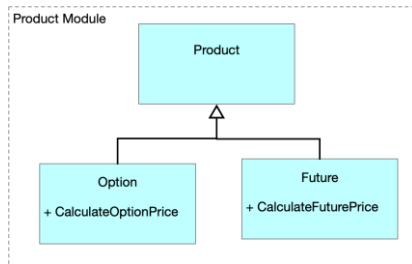 Product Module
Product
Option
+ CalculateOptionPrice
Future
+ CalculateFuturePrice